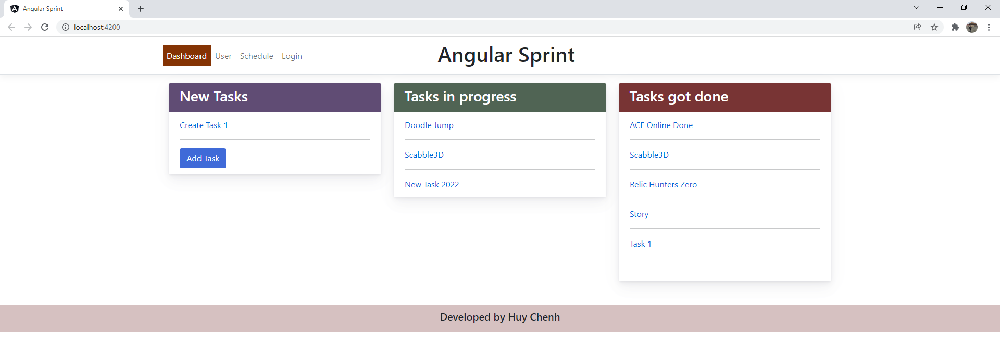 Angular Sprint
localhost:4200
Dashboard User Schedule Login
Angular Sprint
New Tasks
Create Task 1
Add Task
Tasks in progress
Doodle Jump
Scabble3D
New Task 2022
Tasks got done
ACE Online Done
Scabble3D
Relic Hunters Zero
Story
Task 1
Developed by Huy Chenh